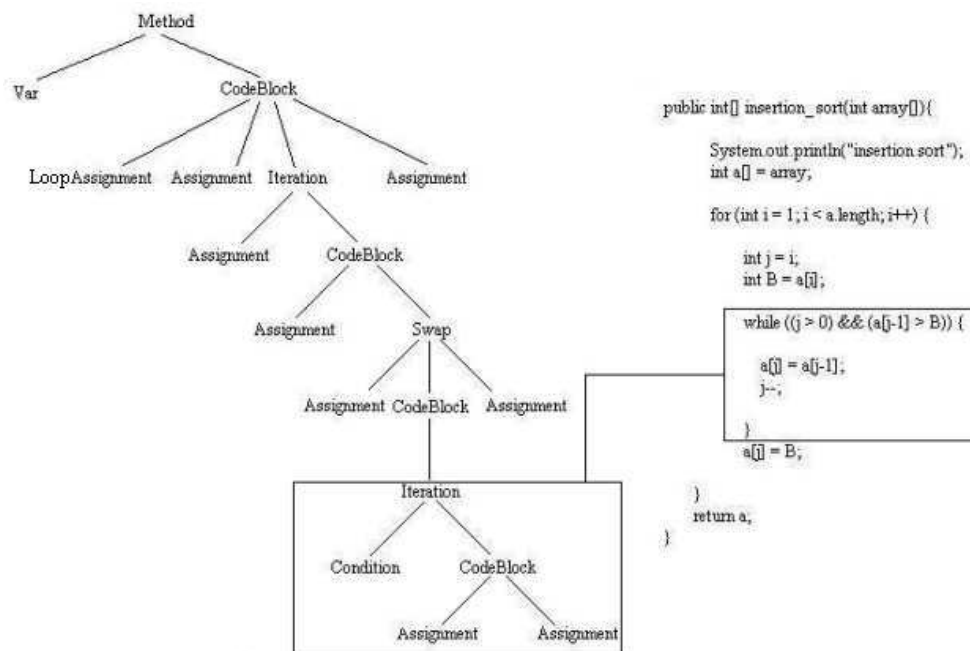 Method
Var
CodeBlock
LoopAssignment Assignment Iteration Assignment
Assignment CodeBlock
Assignment Swap
Assignment CodeBlock Assignment
Iteration
Condition CodeBlock
Assignment Assignment
public int[] insertion_sort(int array[]){
System.out.println("insertion sort");
int a[] = array;
for (int i = 1; i < a.length; i++) {
int j = i;
int B = a[i];
while ((j > 0) && (a[j-1] > B)) {
a[j] = a[j-1];
j--;
}
a[j] = B;
}
return a;
}